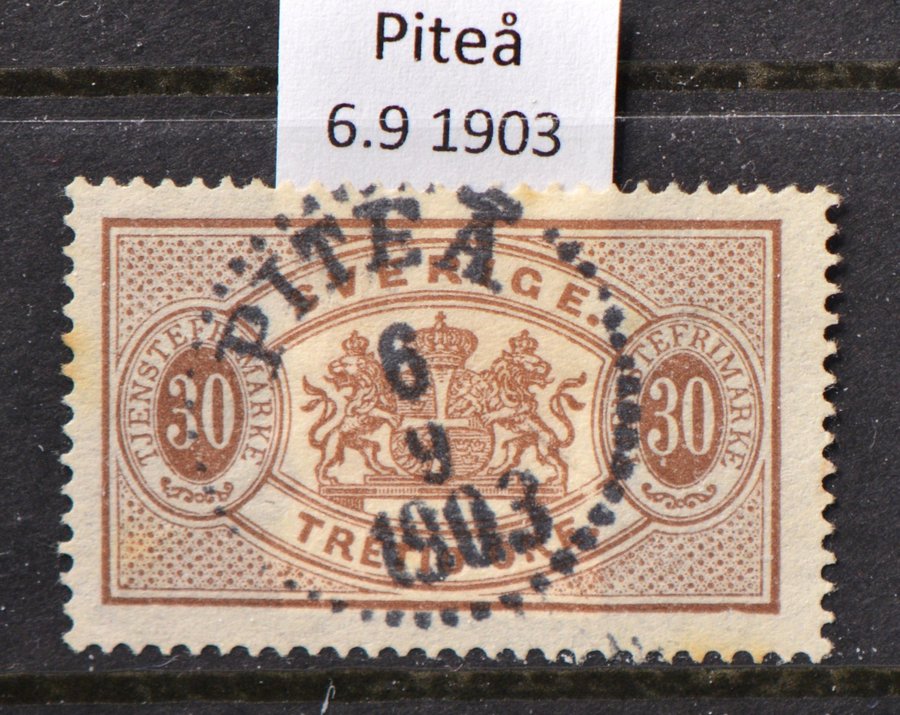 Piteå
6.9 1903
PITEÅ
SVERIGE.
6
9
1903
TJENSTEFRIMÄRKE
30
TJENSTEFRIMÄRKE
30
TRETTIO ÖRE.